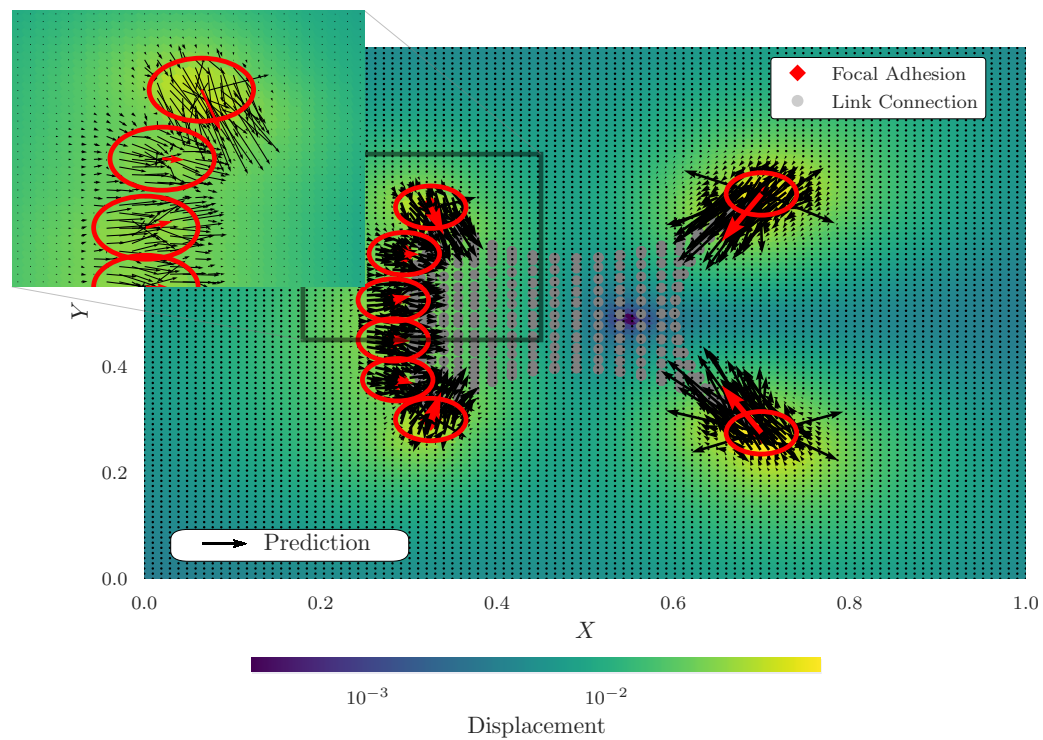 Focal Adhesion
Link Connection
Y
0.4
0.2
0.0
Prediction
0.0 0.2 0.4 0.6 0.8 1.0
X
10⁻³ 10⁻²
Displacement